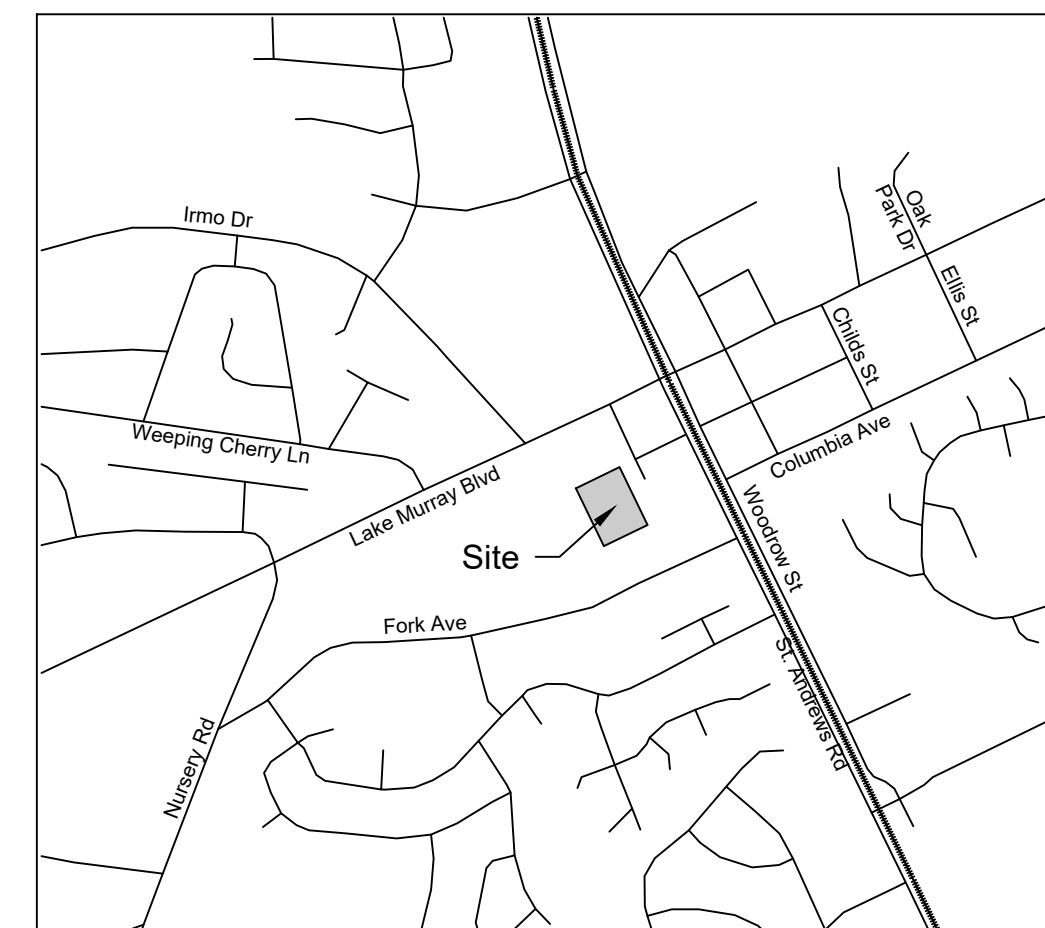 Oak
Park Dr
Irmo Dr
Ellis St
Childs St
Weeping Cherry Ln
Columbia Ave
Lake Murray Blvd
Woodrow St
Site
Fork Ave
St. Andrews Rd
Nursery Rd